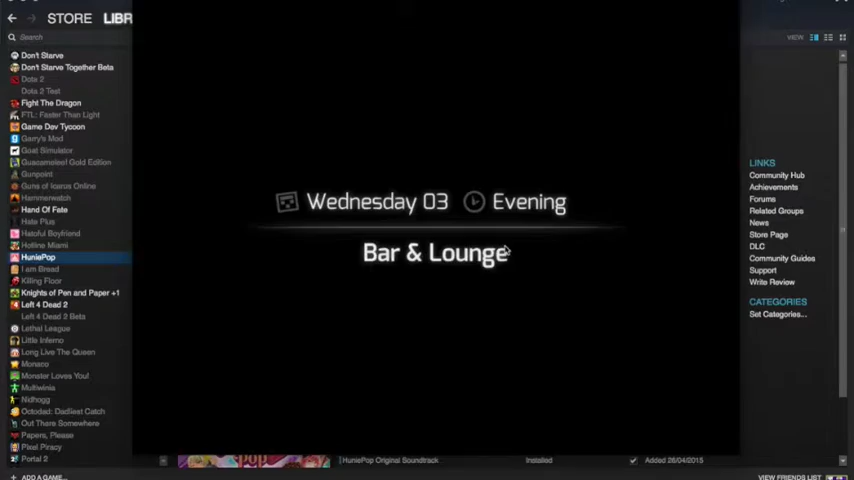 STORE LIBR
Search
VIEW
Don't Starve
Don't Starve Together Beta
Dota 2
Dota 2 Test
Fight The Dragon
FTL: Faster Than Light
Game Dev Tycoon
Garry's Mod
Goat Simulator
Gunpoint
Guacamelee! Gold Edition
Guns of Icarus Online
Hammerwatch
Hand Of Fate
Hate Plus
Hatoful Boyfriend
Hotline Miami
HuniePop
I am Bread
Killing Floor
Knights of Pen and Paper +1
Left 4 Dead 2
Left 4 Dead 2 Beta
Lethal League
Little Inferno
Long Live The Queen
Monaco
Monster Loves You!
Multiwinia
Nidhogg
Octodad: Dadliest Catch
Out There Somewhere
Papers, Please
Pixel Piracy
Portal 2
ADD A GAME...
Wednesday 03 Evening
Bar & Lounge
LINKS
Community Hub
Achievements
Forums
Related Groups
News
Store Page
DLC
Community Guides
Support
Write Review
CATEGORIES
Set Categories...
HuniePop Original Soundtrack Installed Added 26/04/2015
VIEW FRIENDS LIST